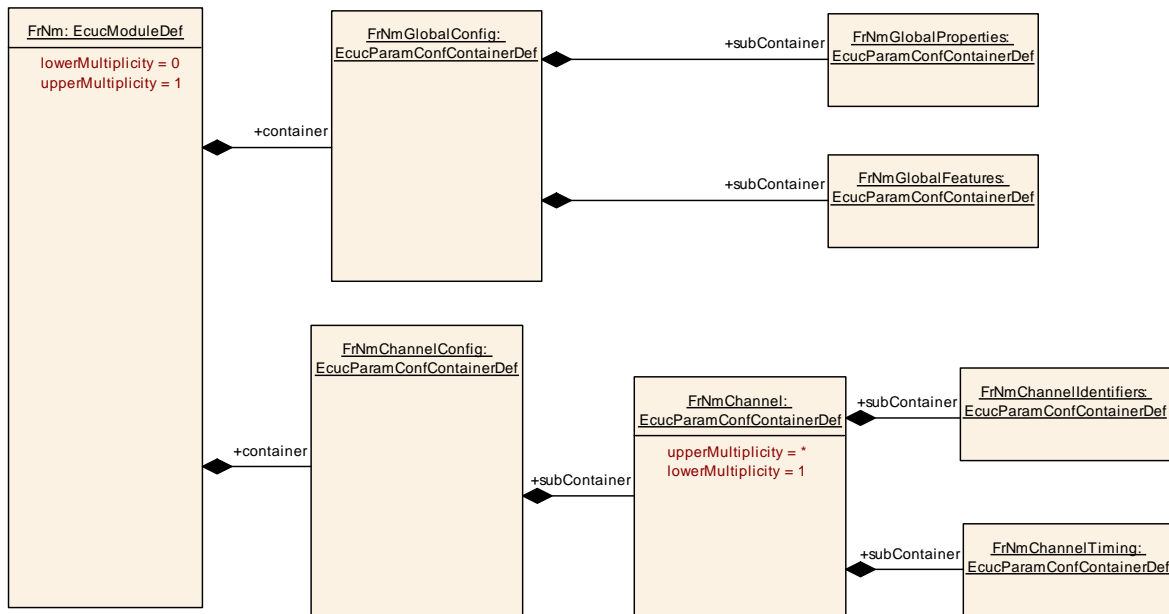 FrNm: EcucModuleDef
lowerMultiplicity = 0
upperMultiplicity = 1
+container
FrNmGlobalConfig:
EcucParamConfContainerDef
+subContainer
FrNmGlobalProperties:
EcucParamConfContainerDef
+subContainer
FrNmGlobalFeatures:
EcucParamConfContainerDef
+container
FrNmChannelConfig:
EcucParamConfContainerDef
+subContainer
FrNmChannel:
EcucParamConfContainerDef
upperMultiplicity = *
lowerMultiplicity = 1
+subContainer
FrNmChannelIdentifiers:
EcucParamConfContainerDef
+subContainer
FrNmChannelTiming:
EcucParamConfContainerDef